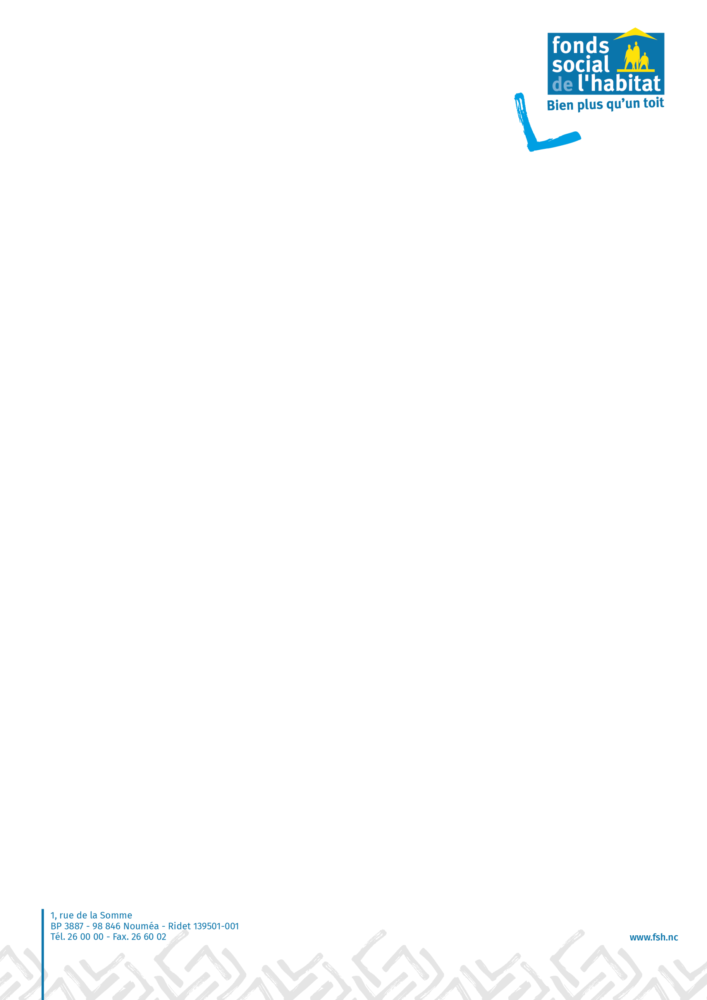 fonds
social
de l'habitat
Bien plus qu’un toit
1, rue de la Somme
BP 3887 - 98 846 Nouméa - Ridet 139501-001
Tél. 26 00 00 - Fax. 26 60 02
www.fsh.nc